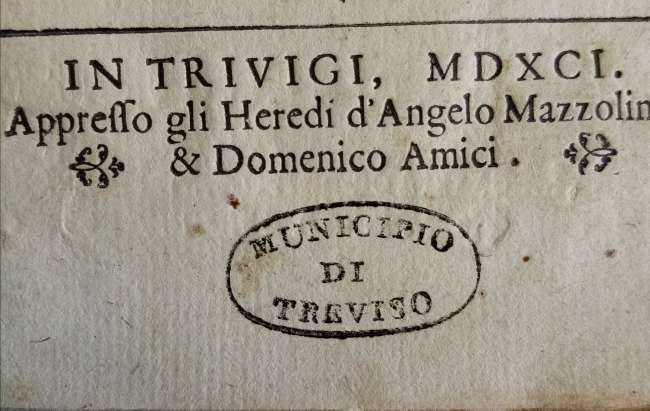 IN TRIVIGI, MDXCI.
Appreſſo gli Heredi d'Angelo Mazzolin
& Domenico Amici.
MUNICIPIO
DI
TREVISO